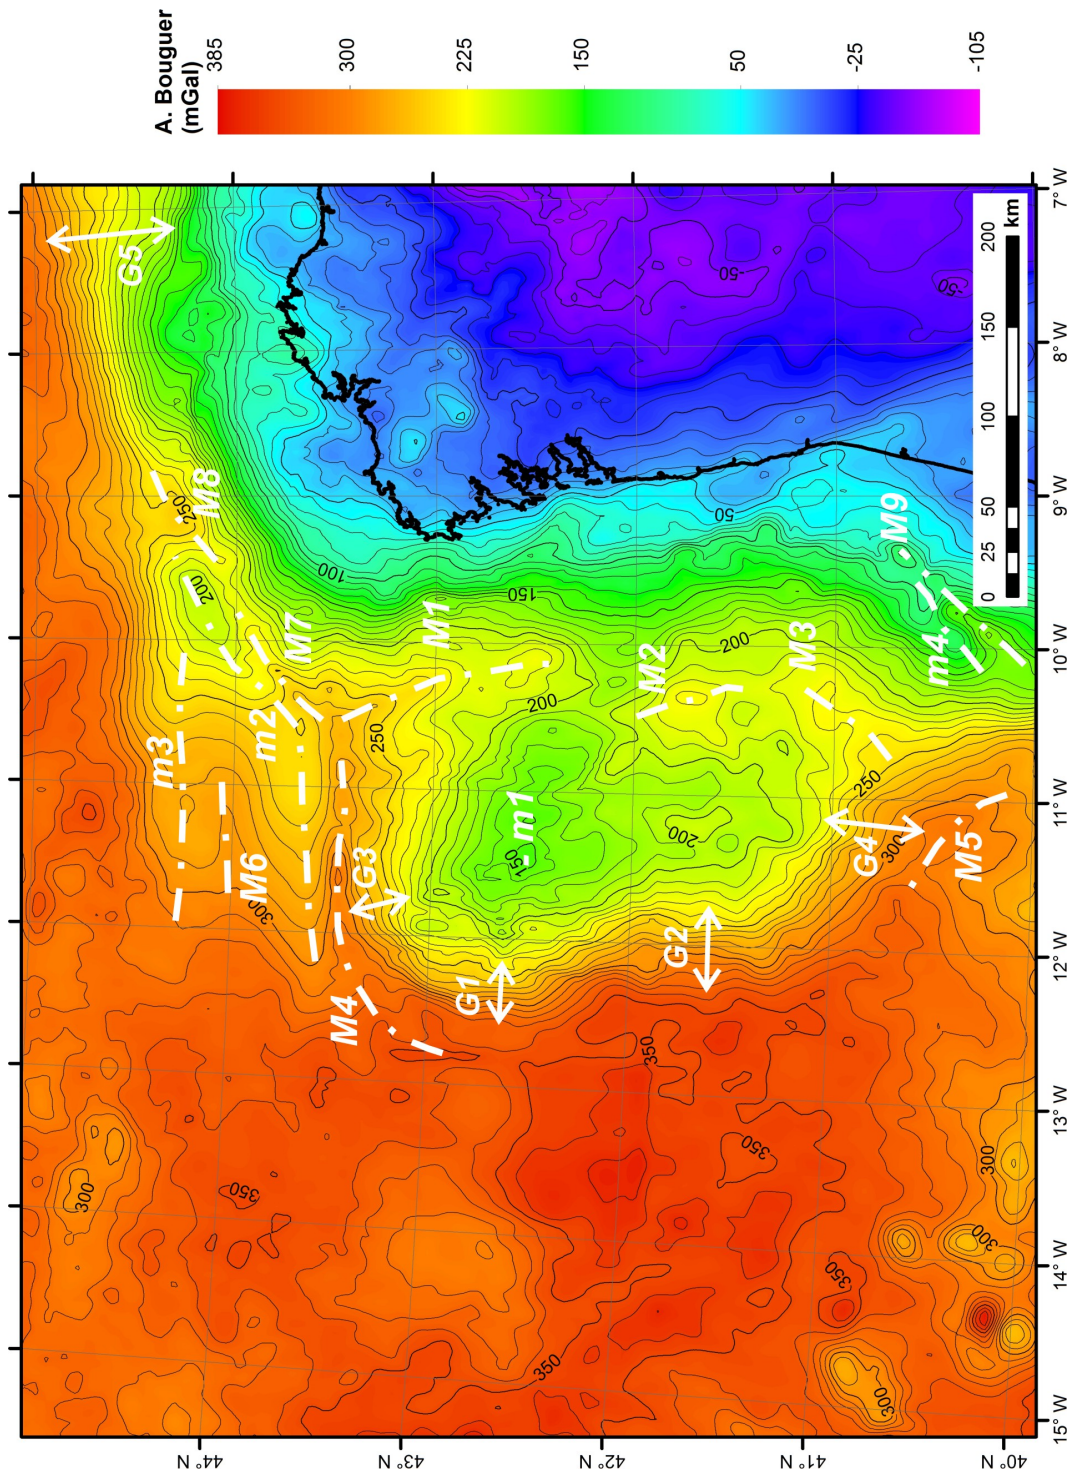 A. Bouguer
(mGal)
385
300
225
150
50
-25
-105
G5
M8
250
200
m3
M7
m2
M6
300
M1
250
G3
M4
100
150
200
m1
150
G1
M2
200
M3
200
G2
350
50
M9
m4
250
G4
300
M5
-50
-50
300
350
350
350
350
300
300
300
0 25 50 100 150 200
km
44° N
43° N
42° N
41° N
40° N
15° W
14° W
13° W
12° W
11° W
10° W
9° W
8° W
7° W